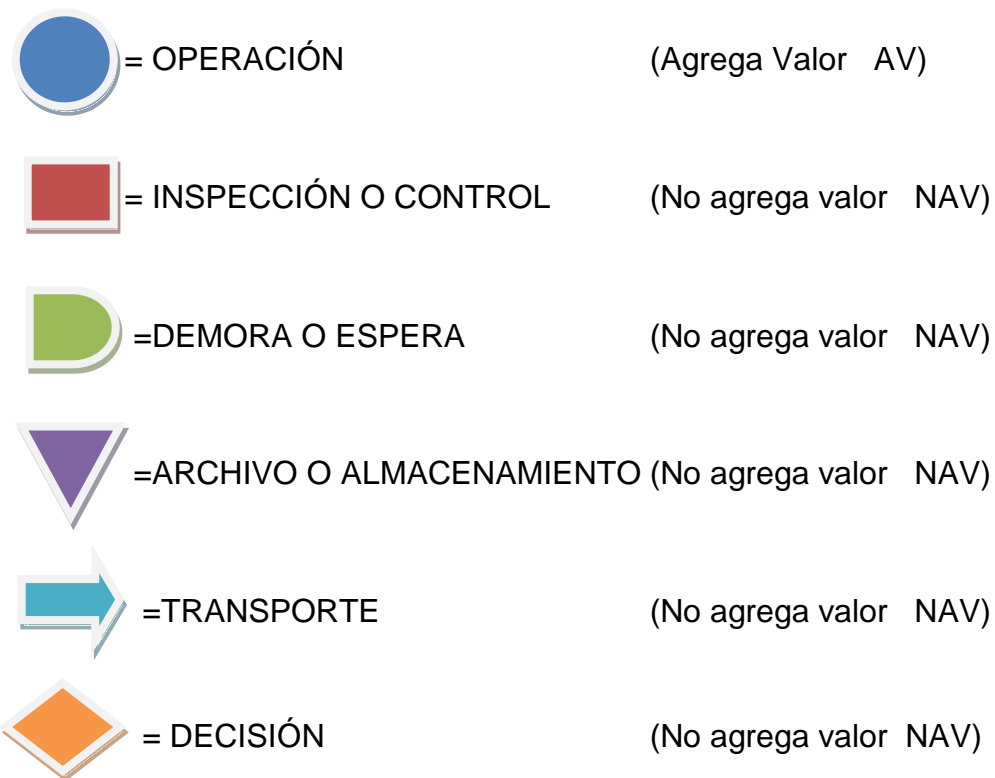 = OPERACIÓN (Agrega Valor AV)
= INSPECCIÓN O CONTROL (No agrega valor NAV)
=DEMORA O ESPERA (No agrega valor NAV)
=ARCHIVO O ALMACENAMIENTO (No agrega valor NAV)
=TRANSPORTE (No agrega valor NAV)
= DECISIÓN (No agrega valor NAV)